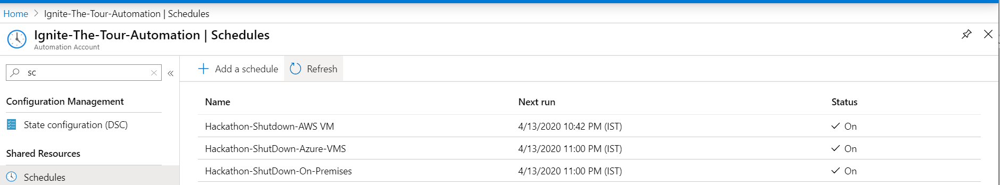 Home > Ignite-The-Tour-Automation | Schedules
Ignite-The-Tour-Automation | Schedules
Automation Account
sc
Configuration Management
State configuration (DSC)
Shared Resources
Schedules
Add a schedule Refresh
Name Next run Status
Hackathon-Shutdown-AWS VM 4/13/2020 10:42 PM (IST) On
Hackathon-ShutDown-Azure-VMS 4/13/2020 11:00 PM (IST) On
Hackathon-ShutDown-On-Premises 4/13/2020 11:00 PM (IST) On